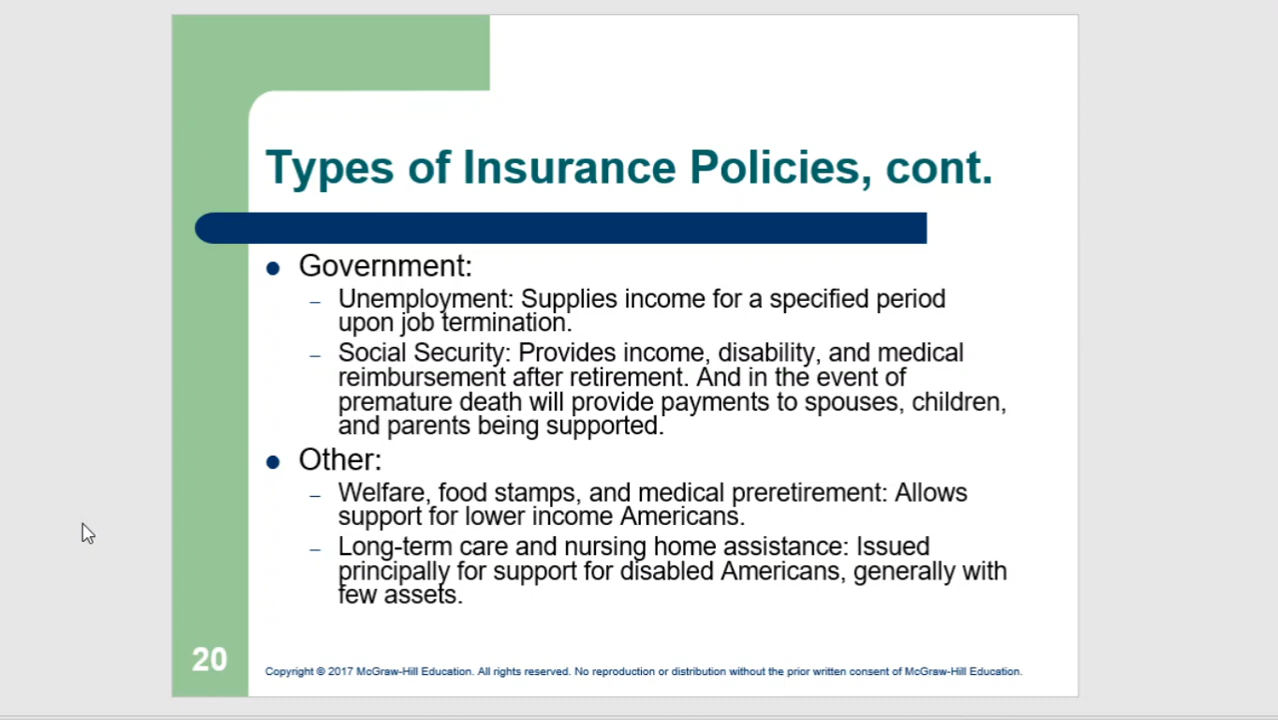 Types of Insurance Policies, cont.
● Government:
– Unemployment: Supplies income for a specified period
upon job termination.
– Social Security: Provides income, disability, and medical
reimbursement after retirement. And in the event of
premature death will provide payments to spouses, children,
and parents being supported.
● Other:
– Welfare, food stamps, and medical preretirement: Allows
support for lower income Americans.
– Long-term care and nursing home assistance: Issued
principally for support for disabled Americans, generally with
few assets.
20
Copyright © 2017 McGraw-Hill Education. All rights reserved. No reproduction or distribution without the prior written consent of McGraw-Hill Education.